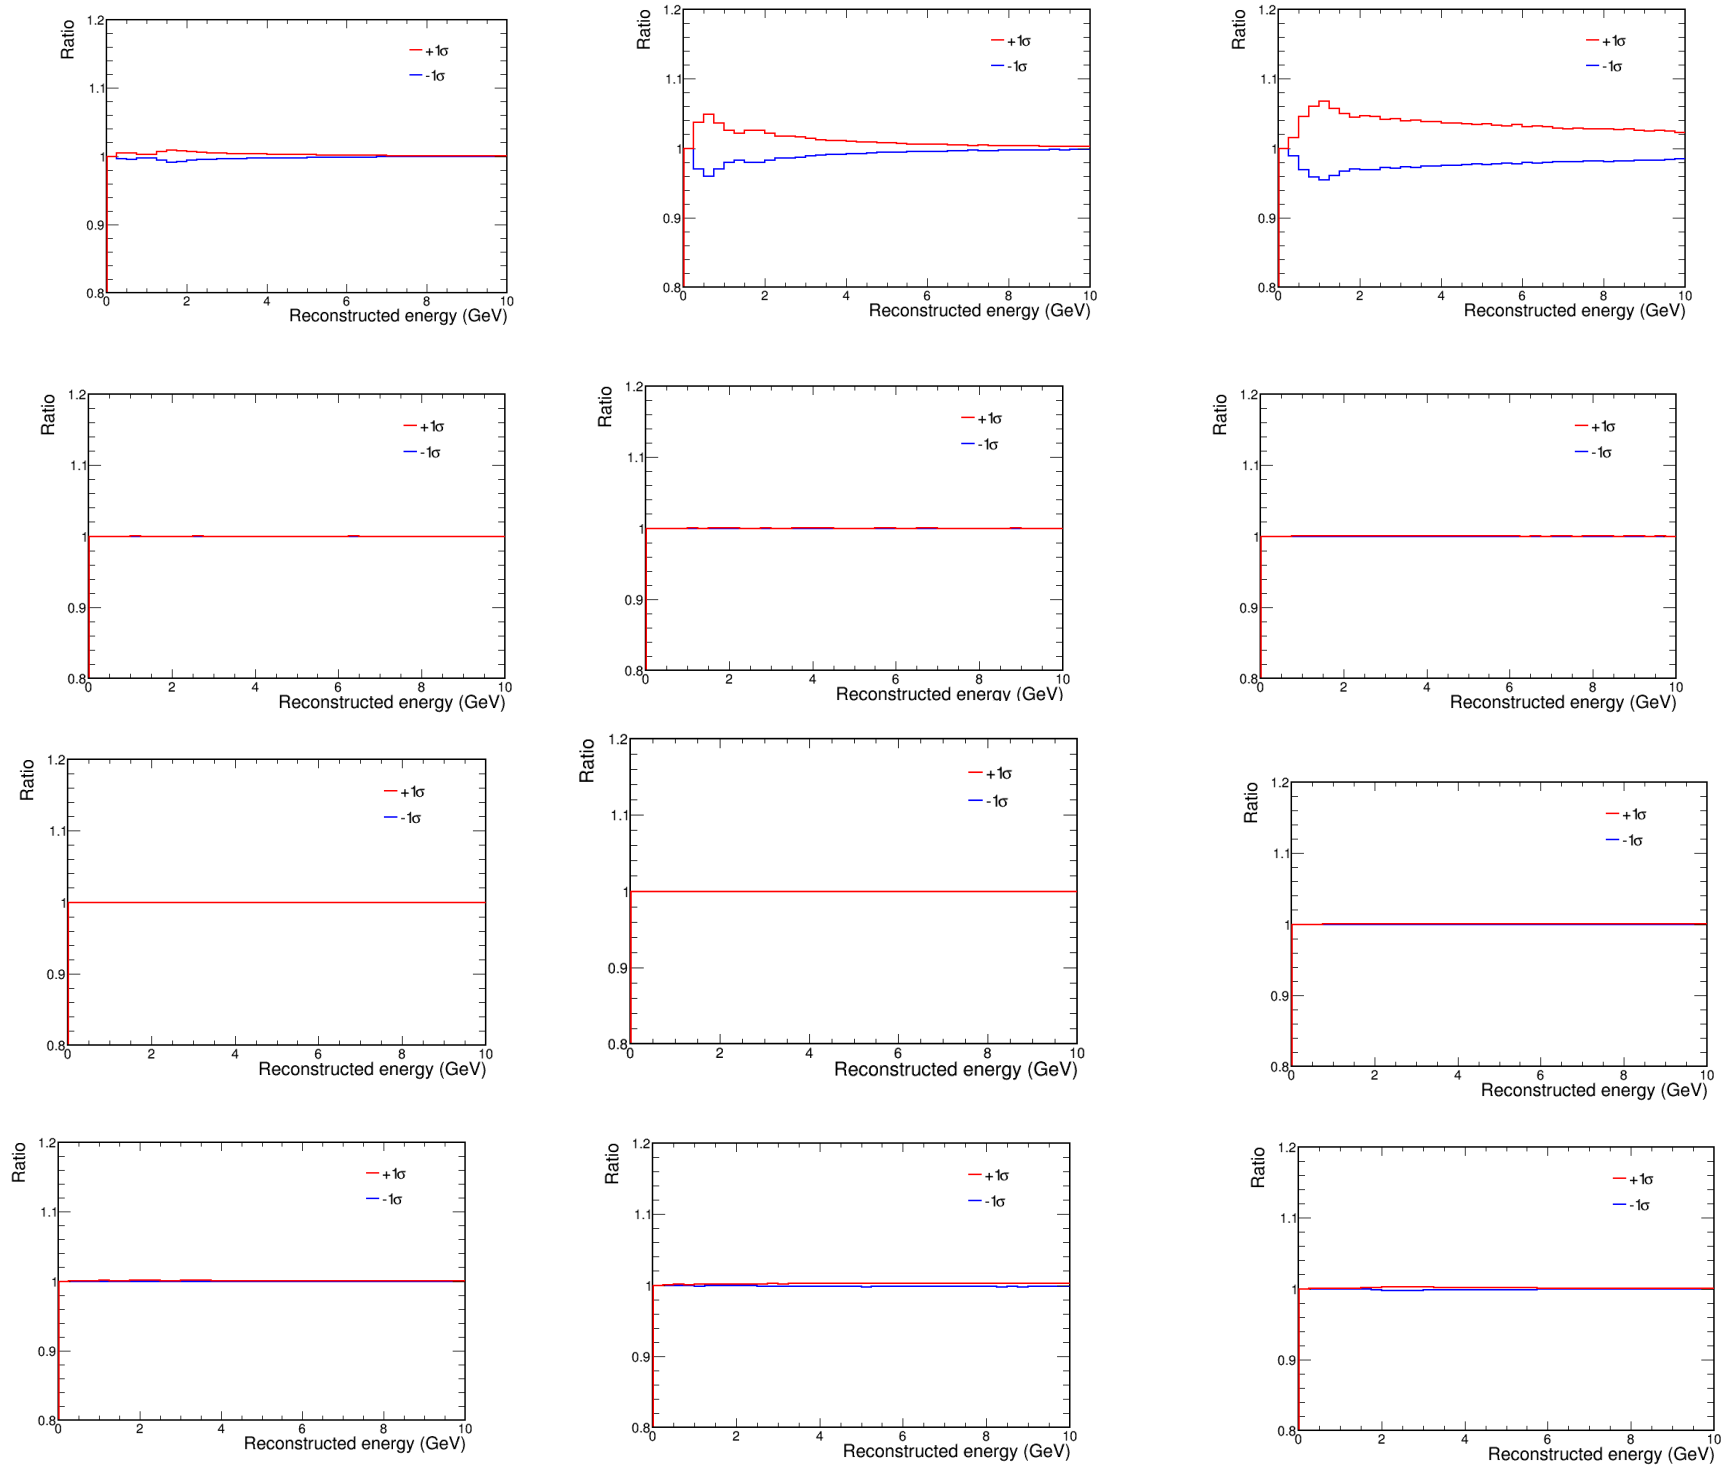 Ratio
1.2
+1σ
-1σ
1.1
1
0.9
0.8
0 2 4 6 8 10
Reconstructed energy (GeV)
Ratio
1.2
+1σ
-1σ
1.1
1
0.9
0.8
0 2 4 6 8 10
Reconstructed energy (GeV)
Ratio
1.2
+1σ
-1σ
1.1
1
0.9
0.8
0 2 4 6 8 10
Reconstructed energy (GeV)
Ratio
1.2
+1σ
-1σ
1.1
1
0.9
0.8
0 2 4 6 8 10
Reconstructed energy (GeV)
Ratio
1.2
+1σ
-1σ
1.1
1
0.9
0.8
0 2 4 6 8 10
Reconstructed energy (GeV)
Ratio
1.2
+1σ
-1σ
1.1
1
0.9
0.8
0 2 4 6 8 10
Reconstructed energy (GeV)
Ratio
1.2
+1σ
-1σ
1.1
1
0.9
0.8
0 2 4 6 8 10
Reconstructed energy (GeV)
Ratio
1.2
+1σ
-1σ
1.1
1
0.9
0.8
0 2 4 6 8 10
Reconstructed energy (GeV)
Ratio
1.2
+1σ
-1σ
1.1
1
0.9
0.8
0 2 4 6 8 10
Reconstructed energy (GeV)
Ratio
1.2
+1σ
-1σ
1.1
1
0.9
0.8
0 2 4 6 8 10
Reconstructed energy (GeV)
Ratio
1.2
+1σ
-1σ
1.1
1
0.9
0.8
0 2 4 6 8 10
Reconstructed energy (GeV)
Ratio
1.2
+1σ
-1σ
1.1
1
0.9
0.8
0 2 4 6 8 10
Reconstructed energy (GeV)